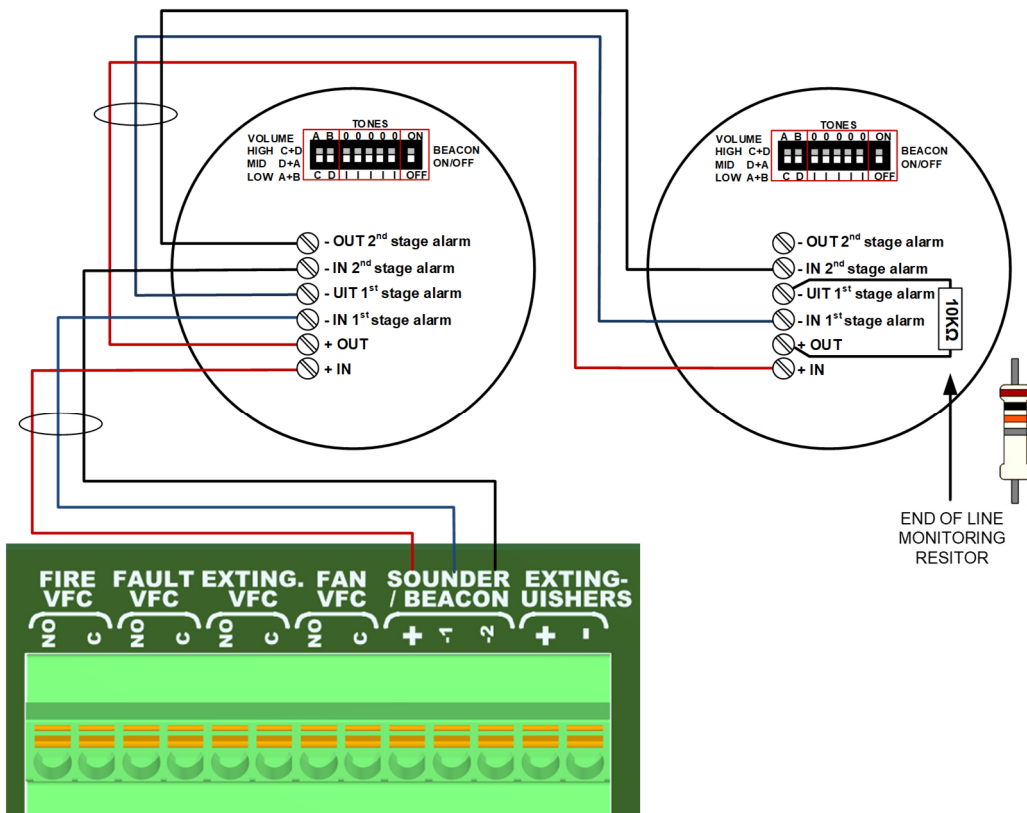 TONES
VOLUME A B 0 0 0 0 0 ON
HIGH C+D
MID D+A
LOW A+B
C D I I I I I OFF
BEACON
ON/OFF
- OUT 2nd stage alarm
- IN 2nd stage alarm
- UIT 1st stage alarm
- IN 1st stage alarm
+ OUT
+ IN
TONES
VOLUME A B 0 0 0 0 0 ON
HIGH C+D
MID D+A
LOW A+B
C D I I I I I OFF
BEACON
ON/OFF
- OUT 2nd stage alarm
- IN 2nd stage alarm
- UIT 1st stage alarm
- IN 1st stage alarm
+ OUT
+ IN
10KΩ
END OF LINE
MONITORING
RESITOR
FIRE VFC
FAULT VFC
EXTING. VFC
FAN VFC
SOUNDER / BEACON
EXTING- UISHERS
NO C NO C NO C NO C + -1 -2 + -